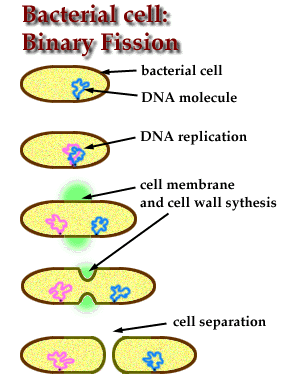 Bacterial cell:
Binary Fission
bacterial cell
DNA molecule
DNA replication
cell membrane
and cell wall sythesis
cell separation